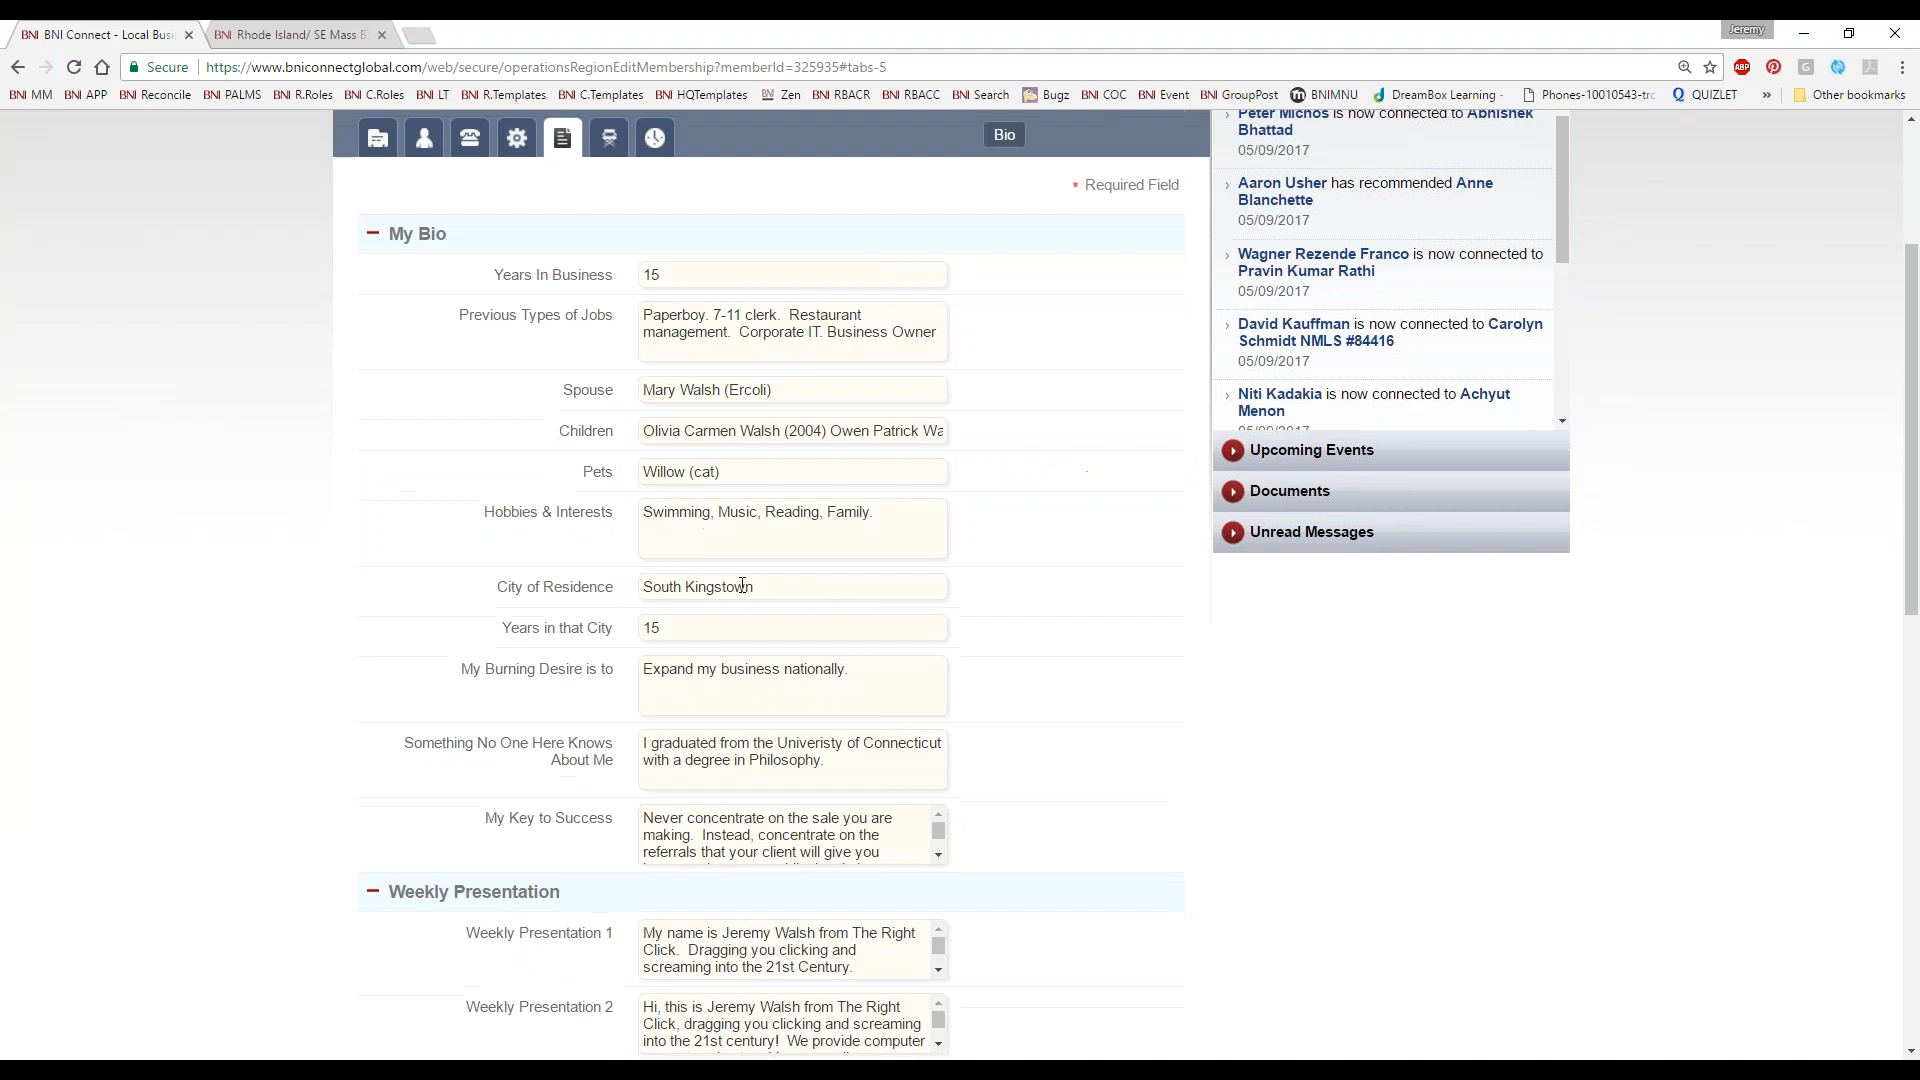 BNI BNI Connect - Local Busi
BNI Rhode Island/ SE Mass B
Jeremy
Secure https://www.bniconnectglobal.com/web/secure/operationsRegionEditMembership?memberId=325935#tabs-5
ABP
BNI MM BNI APP BNI Reconcile BNI PALMS BNI R.Roles BNI C.Roles BNI LT BNI R.Templates BNI C.Templates BNI HQTemplates BNI Zen BNI RBACR BNI RBACC BNI Search Bugz BNI COC BNI Event BNI GroupPost BNIMNU DreamBox Learning - Phones-10010543-trc QUIZLET » Other bookmarks
Bio
* Required Field
My Bio
Years In Business 15
Previous Types of Jobs Paperboy. 7-11 clerk. Restaurant
management. Corporate IT. Business Owner
Spouse Mary Walsh (Ercoli)
Children Olivia Carmen Walsh (2004) Owen Patrick Wa
Pets Willow (cat)
Hobbies & Interests Swimming, Music, Reading, Family.
City of Residence South Kingstown
Years in that City 15
My Burning Desire is to Expand my business nationally.
Something No One Here Knows
About Me
I graduated from the Univeristy of Connecticut
with a degree in Philosophy.
My Key to Success Never concentrate on the sale you are
making. Instead, concentrate on the
referrals that your client will give you
Weekly Presentation
Weekly Presentation 1 My name is Jeremy Walsh from The Right
Click. Dragging you clicking and
screaming into the 21st Century.
Weekly Presentation 2 Hi, this is Jeremy Walsh from The Right
Click, dragging you clicking and screaming
into the 21st century! We provide computer
Peter Michos is now connected to Abhishek
Bhattad
05/09/2017
Aaron Usher has recommended Anne
Blanchette
05/09/2017
Wagner Rezende Franco is now connected to
Pravin Kumar Rathi
05/09/2017
David Kauffman is now connected to Carolyn
Schmidt NMLS #84416
05/09/2017
Niti Kadakia is now connected to Achyut
Menon
05/09/2017
Upcoming Events
Documents
Unread Messages